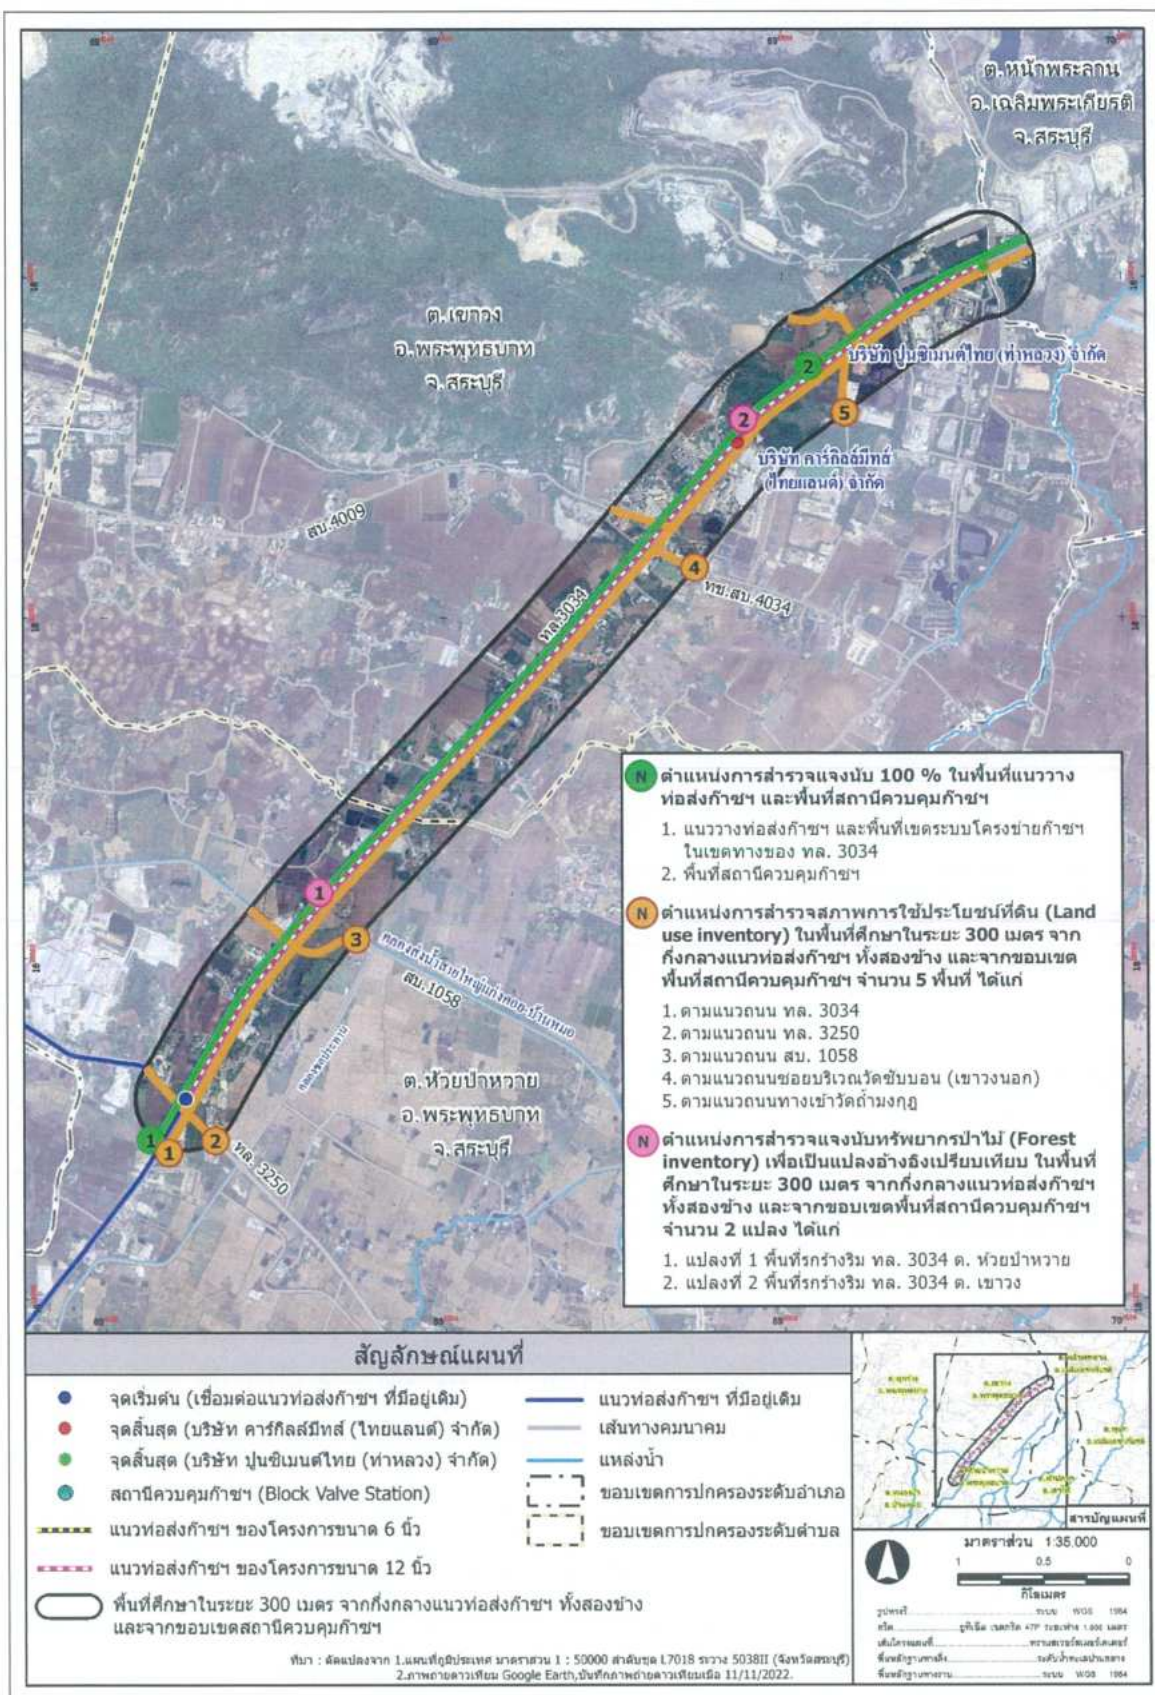 ต.หน้าพระลาน
อ.เฉลิมพระเกียรติ
จ.สระบุรี
ต.เขาวง
อ.พระพุทธบาท
จ.สระบุรี
บริษัท ปูนซิเมนต์ไทย (ท่าหลวง) จำกัด
2
2
5
บริษัท คาร์กิลล์มีทส์
(ไทยแลนด์) จำกัด
สบ.4009
4
ทช.สบ.4034
ทล.3034
1
3
คลองส่งน้ำสายใหญ่แก่งคอย-บ้านหมอ
สบ.1058
คลองชลประทาน
ต.ห้วยป่าหวาย
อ.พระพุทธบาท
จ.สระบุรี
1
1
2
ทล. 3250
N ตำแหน่งการสำรวจแจงนับ 100 % ในพื้นที่แนววาง
ท่อส่งก๊าซฯ และพื้นที่สถานีควบคุมก๊าซฯ
1. แนววางท่อส่งก๊าซฯ และพื้นที่เขตระบบโครงข่ายก๊าซฯ
ในเขตทางของ ทล. 3034
2. พื้นที่สถานีควบคุมก๊าซฯ
N ตำแหน่งการสำรวจสภาพการใช้ประโยชน์ที่ดิน (Land
use inventory) ในพื้นที่ศึกษาในระยะ 300 เมตร จาก
กึ่งกลางแนวท่อส่งก๊าซฯ ทั้งสองข้าง และจากขอบเขต
พื้นที่สถานีควบคุมก๊าซฯ จำนวน 5 พื้นที่ ได้แก่
1. ตามแนวถนน ทล. 3034
2. ตามแนวถนน ทล. 3250
3. ตามแนวถนน สบ. 1058
4. ตามแนวถนนซอยบริเวณวัดซับบอน (เขาวงนอก)
5. ตามแนวถนนทางเข้าวัดถ้ำมงกุฎ
N ตำแหน่งการสำรวจแจงนับทรัพยากรป่าไม้ (Forest
inventory) เพื่อเป็นแปลงอ้างอิงเปรียบเทียบ ในพื้นที่
ศึกษาในระยะ 300 เมตร จากกึ่งกลางแนวท่อส่งก๊าซฯ
ทั้งสองข้าง และจากขอบเขตพื้นที่สถานีควบคุมก๊าซฯ
จำนวน 2 แปลง ได้แก่
1. แปลงที่ 1 พื้นที่รกร้างริม ทล. 3034 ต. ห้วยป่าหวาย
2. แปลงที่ 2 พื้นที่รกร้างริม ทล. 3034 ต. เขาวง
สัญลักษณ์แผนที่
จุดเริ่มต้น (เชื่อมต่อแนวท่อส่งก๊าซฯ ที่มีอยู่เดิม)
จุดสิ้นสุด (บริษัท คาร์กิลล์มีทส์ (ไทยแลนด์) จำกัด)
จุดสิ้นสุด (บริษัท ปูนซิเมนต์ไทย (ท่าหลวง) จำกัด)
สถานีควบคุมก๊าซฯ (Block Valve Station)
แนวท่อส่งก๊าซฯ ของโครงการขนาด 6 นิ้ว
แนวท่อส่งก๊าซฯ ของโครงการขนาด 12 นิ้ว
พื้นที่ศึกษาในระยะ 300 เมตร จากกึ่งกลางแนวท่อส่งก๊าซฯ ทั้งสองข้าง
และจากขอบเขตสถานีควบคุมก๊าซฯ
แนวท่อส่งก๊าซฯ ที่มีอยู่เดิม
เส้นทางคมนาคม
แหล่งน้ำ
ขอบเขตการปกครองระดับอำเภอ
ขอบเขตการปกครองระดับตำบล
ที่มา : ดัดแปลงจาก 1.แผนที่ภูมิประเทศ มาตราส่วน 1 : 50000 ลำดับชุด L7018 ระวาง 5038II (จังหวัดสระบุรี)
2.ภาพถ่ายดาวเทียม Google Earth,บันทึกภาพถ่ายดาวเทียมเมื่อ 11/11/2022.
สารบัญแผนที่
มาตราส่วน 1:35,000
1 0.5 0
กิโลเมตร
ระบบ WGS 1984
ระบบ WGS 1984